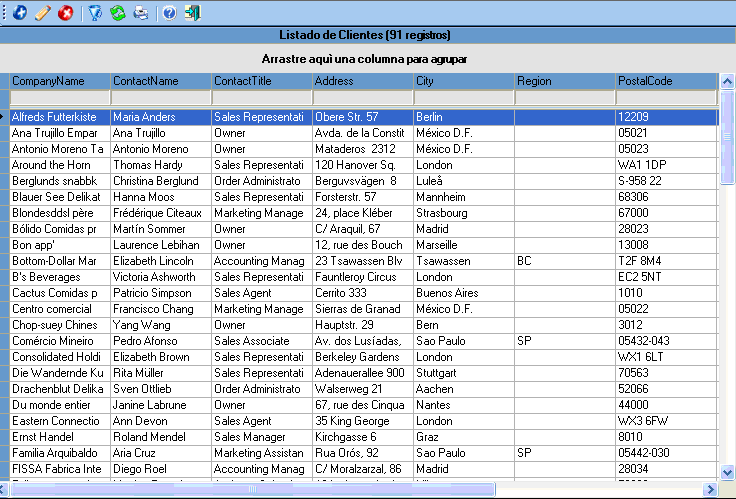 Listado de Clientes (91 registros)
Arrastre aquì una columna para agrupar
CompanyName ContactName ContactTitle Address City Region PostalCode
Alfreds Futterkiste Maria Anders Sales Representati Obere Str. 57 Berlin 12209
Ana Trujillo Empar Ana Trujillo Owner Avda. de la Constit México D.F. 05021
Antonio Moreno Ta Antonio Moreno Owner Mataderos 2312 México D.F. 05023
Around the Horn Thomas Hardy Sales Representati 120 Hanover Sq. London WA1 1DP
Berglunds snabbk Christina Berglund Order Administrato Berguvsvägen 8 Luleå S-958 22
Blauer See Delikat Hanna Moos Sales Representati Forsterstr. 57 Mannheim 68306
Blondesddsl père Frédérique Citeaux Marketing Manage 24, place Kléber Strasbourg 67000
Bólido Comidas pr Martín Sommer Owner C/ Araquil, 67 Madrid 28023
Bon app' Laurence Lebihan Owner 12, rue des Bouch Marseille 13008
Bottom-Dollar Mar Elizabeth Lincoln Accounting Manag 23 Tsawassen Blv Tsawassen BC T2F 8M4
B's Beverages Victoria Ashworth Sales Representati Fauntleroy Circus London EC2 5NT
Cactus Comidas p Patricio Simpson Sales Agent Cerrito 333 Buenos Aires 1010
Centro comercial Francisco Chang Marketing Manage Sierras de Granad México D.F. 05022
Chop-suey Chines Yang Wang Owner Hauptstr. 29 Bern 3012
Comércio Mineiro Pedro Afonso Sales Associate Av. dos Lusíadas, Sao Paulo SP 05432-043
Consolidated Holdi Elizabeth Brown Sales Representati Berkeley Gardens London WX1 6LT
Die Wandernde Ku Rita Müller Sales Representati Adenauerallee 900 Stuttgart 70563
Drachenblut Delika Sven Ottlieb Order Administrato Walserweg 21 Aachen 52066
Du monde entier Janine Labrune Owner 67, rue des Cinqua Nantes 44000
Eastern Connectio Ann Devon Sales Agent 35 King George London WX3 6FW
Ernst Handel Roland Mendel Sales Manager Kirchgasse 6 Graz 8010
Familia Arquibaldo Aria Cruz Marketing Assistan Rua Orós, 92 Sao Paulo SP 05442-030
FISSA Fabrica Inte Diego Roel Accounting Manag C/ Moralzarzal, 86 Madrid 28034